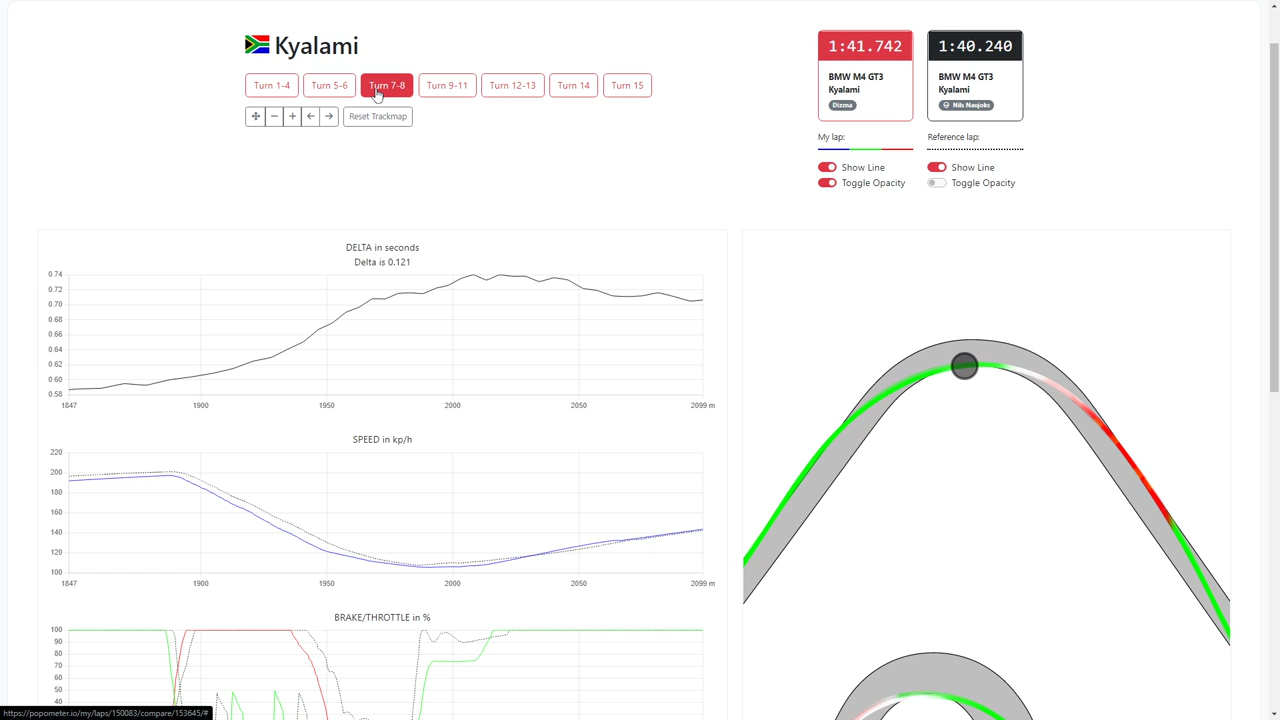 Kyalami
Turn 1-4 Turn 5-6 Turn 7-8 Turn 9-11 Turn 12-13 Turn 14 Turn 15
Reset Trackmap
1:41.742
BMW M4 GT3
Kyalami
Dizzna
My lap:
Show Line
Toggle Opacity
1:40.240
BMW M4 GT3
Kyalami
Nils Naujoks
Reference lap:
Show Line
Toggle Opacity
DELTA in seconds
Delta is 0.121
0.74
0.72
0.70
0.68
0.66
0.64
0.62
0.60
0.58
1847 1900 1950 2000 2050 2099 m
SPEED in kp/h
220
200
180
160
140
120
100
1847 1900 1950 2000 2050 2099 m
BRAKE/THROTTLE in %
100
90
80
70
60
50
40
https://popometer.io/my/laps/150083/compare/153645/#